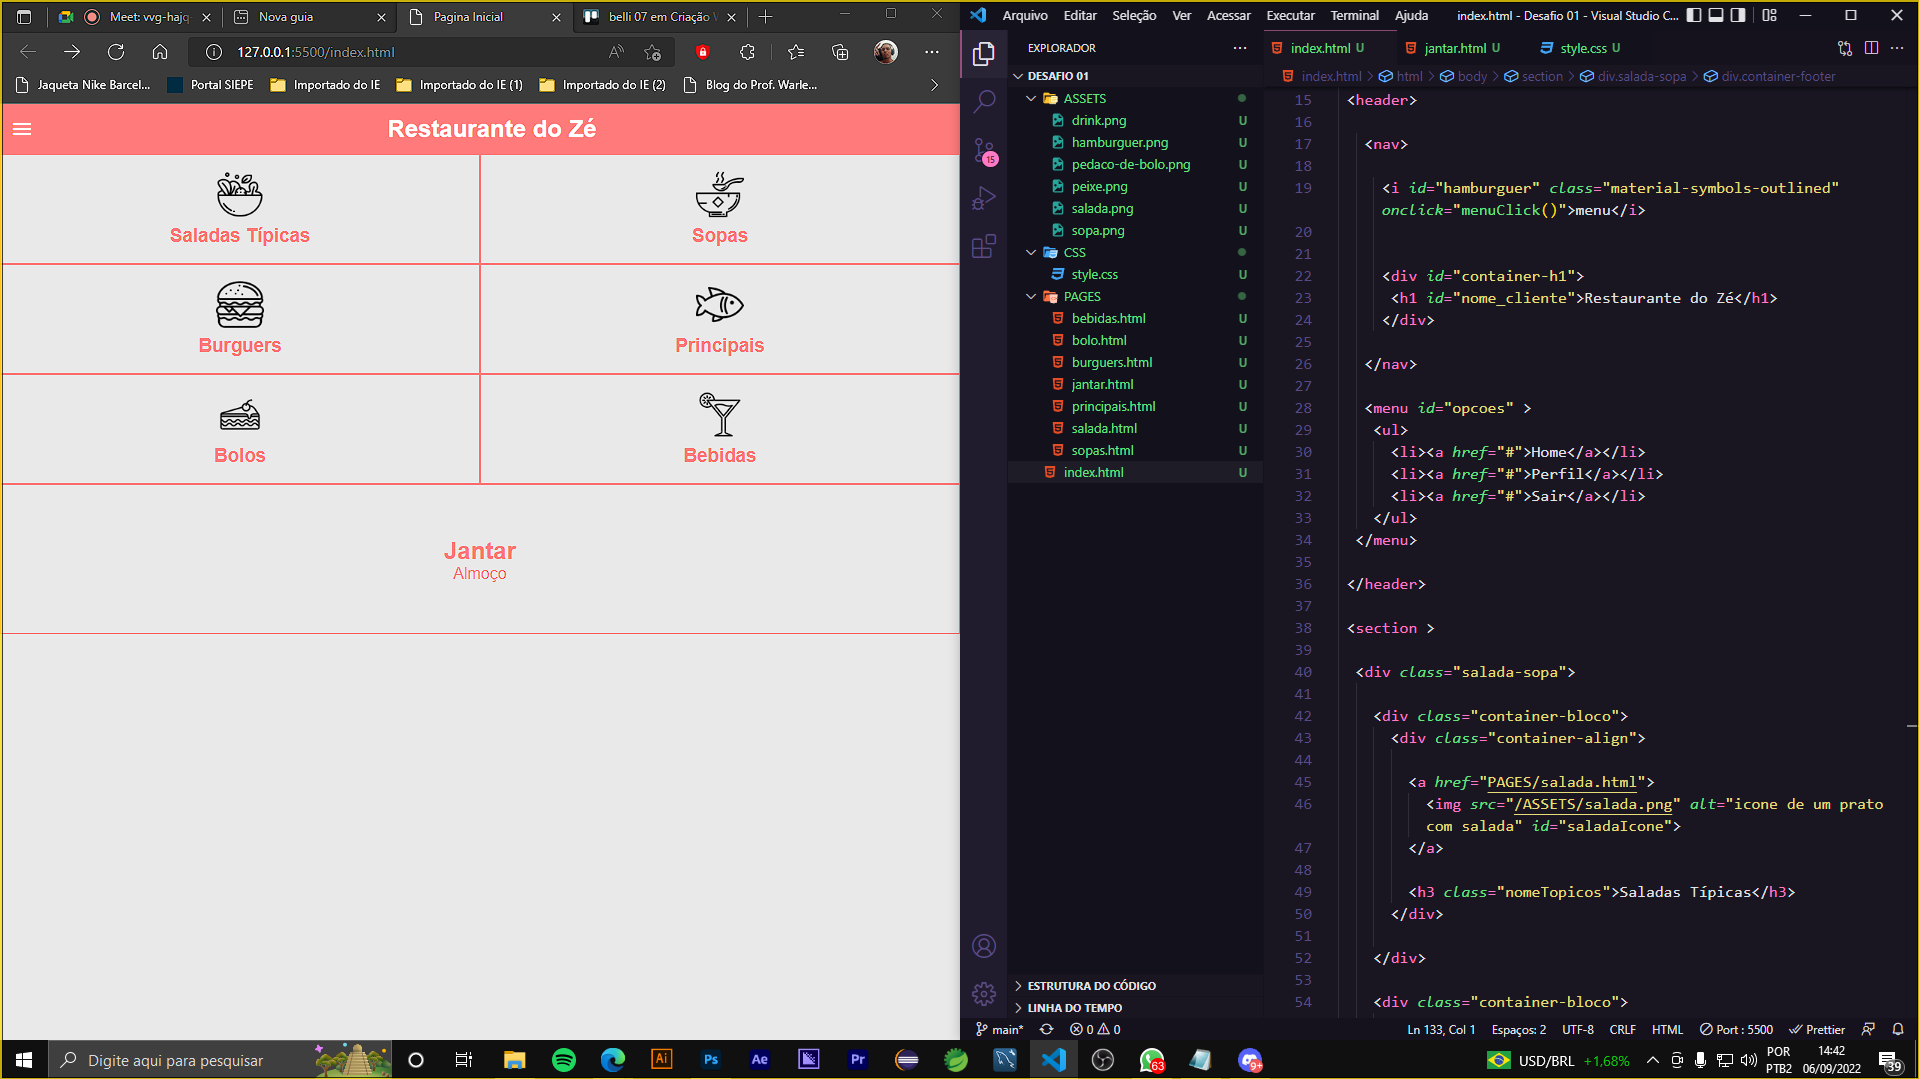 Meet: vvg-hajq
Nova guia
Pagina Inicial
belli 07 em Criação
127.0.0.1:5500/index.html
Jaqueta Nike Barcel...
Portal SIEPE
Importado do IE
Importado do IE (1)
Importado do IE (2)
Blog do Prof. Warle...
Restaurante do Zé
Saladas Típicas
Sopas
Burguers
Principais
Bolos
Bebidas
Jantar
Almoço
Arquivo Editar Seleção Ver Acessar Executar Terminal Ajuda
index.html - Desafio 01 - Visual Studio C...
EXPLORADOR
DESAFIO 01
ASSETS
drink.png U
hamburguer.png U
pedaco-de-bolo.png U
peixe.png U
salada.png U
sopa.png U
CSS
style.css U
PAGES
bebidas.html U
bolo.html U
burguers.html U
jantar.html U
principais.html U
salada.html U
sopas.html U
index.html U
ESTRUTURA DO CÓDIGO
LINHA DO TEMPO
15
index.html U
jantar.html U
style.css U
index.html > html > body > section > div.salada-sopa > div.container-footer
15 <header>
16
17 <nav>
18
19 <i id="hamburguer" class="material-symbols-outlined"
onclick="menuClick()">menu</i>
20
21
22 <div id="container-h1">
23 <h1 id="nome_cliente">Restaurante do Zé</h1>
24 </div>
25
26 </nav>
27
28 <menu id="opcoes" >
29 <ul>
30 <li><a href="#">Home</a></li>
31 <li><a href="#">Perfil</a></li>
32 <li><a href="#">Sair</a></li>
33 </ul>
34 </menu>
35
36 </header>
37
38 <section >
39
40 <div class="salada-sopa">
41
42 <div class="container-bloco">
43 <div class="container-align">
44
45 <a href="PAGES/salada.html">
46 <img src="/ASSETS/salada.png" alt="icone de um prato
com salada" id="saladaIcone">
47 </a>
48
49 <h3 class="nomeTopicos">Saladas Típicas</h3>
50 </div>
51
52 </div>
53
54 <div class="container-bloco">
main* 0 0
Ln 133, Col 1 Espaços: 2 UTF-8 CRLF HTML Port : 5500 Prettier
Digite aqui para pesquisar
Ai Ps Ae Pr
63
9+
USD/BRL +1,68%
POR
PTB2
14:42
06/09/2022
39